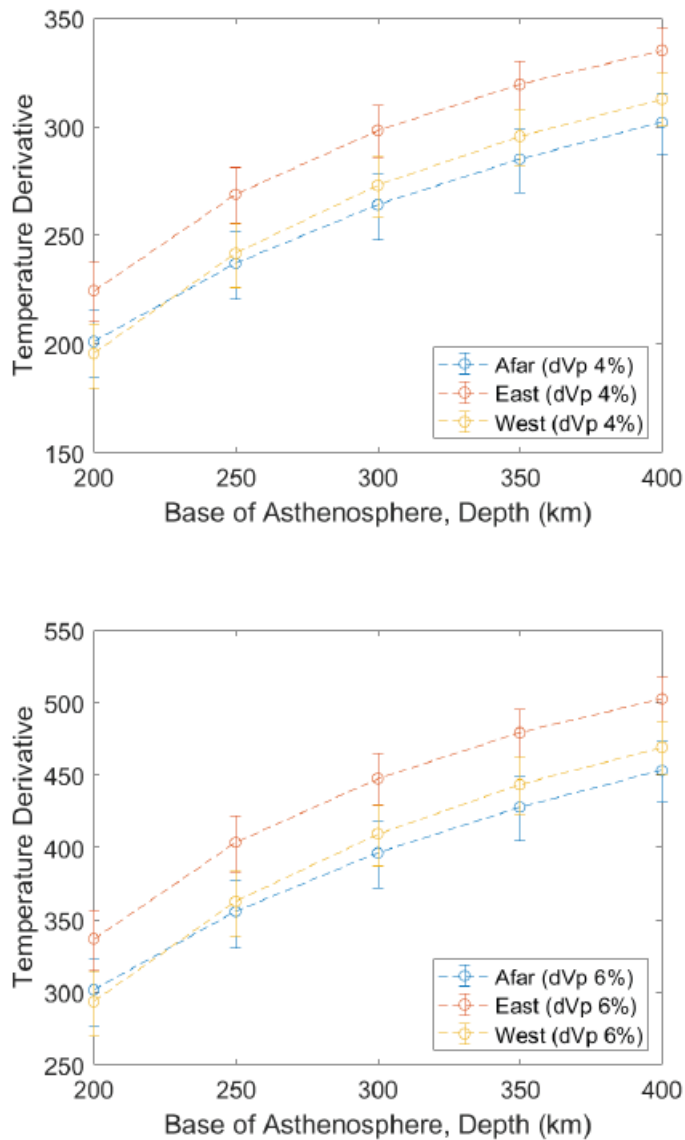 350
300
250
200
150
Temperature Derivative
Afar (dVp 4%)
East (dVp 4%)
West (dVp 4%)
200 250 300 350 400
Base of Asthenosphere, Depth (km)
550
500
450
400
350
300
250
Temperature Derivative
Afar (dVp 6%)
East (dVp 6%)
West (dVp 6%)
200 250 300 350 400
Base of Asthenosphere, Depth (km)